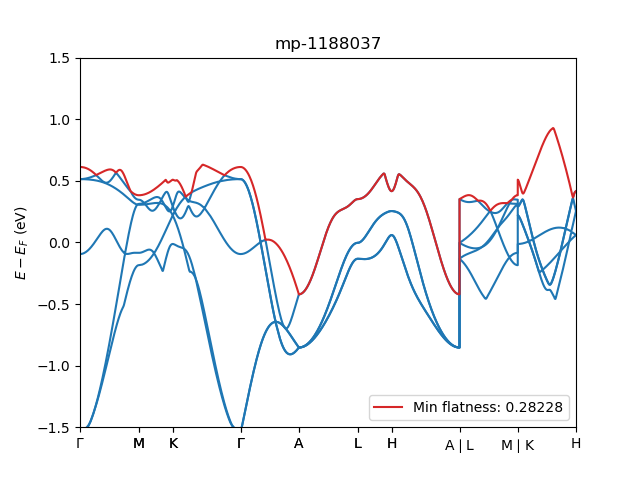 mp-1188037
1.5
1.0
0.5
0.0
−0.5
−1.0
−1.5
E − E_F (eV)
Min flatness: 0.28228
Γ M K Γ A L H A | L M | K H